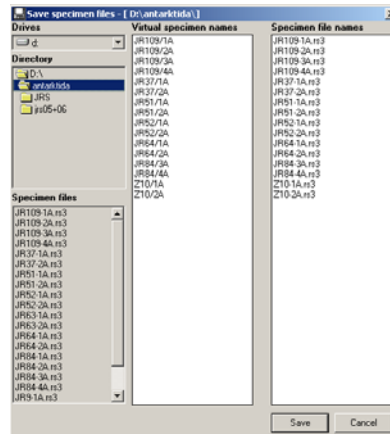 Save specimen files - [ D:\antarktida\]
Drives
d:
Directory
D:\
antarktida
JRS
jrs05+06
Specimen files
JR109-1A.rs3
JR109-2A.rs3
JR109-3A.rs3
JR109-4A.rs3
JR37-1A.rs3
JR37-2A.rs3
JR51-1A.rs3
JR51-2A.rs3
JR52-1A.rs3
JR52-2A.rs3
JR63-1A.rs3
JR63-2A.rs3
JR64-1A.rs3
JR64-2A.rs3
JR84-1A.rs3
JR84-2A.rs3
JR84-3A.rs3
JR84-4A.rs3
JR9-1A.rs3
Virtual specimen names
JR109/1A
JR109/2A
JR109/3A
JR109/4A
JR37/1A
JR37/2A
JR51/1A
JR51/2A
JR52/1A
JR52/2A
JR64/1A
JR64/2A
JR84/3A
JR84/4A
Z10/1A
Z10/2A
Specimen file names
JR109-1A.rs3
JR109-2A.rs3
JR109-3A.rs3
JR109-4A.rs3
JR37-1A.rs3
JR37-2A.rs3
JR51-1A.rs3
JR51-2A.rs3
JR52-1A.rs3
JR52-2A.rs3
JR64-1A.rs3
JR64-2A.rs3
JR84-3A.rs3
JR84-4A.rs3
Z10-1A.rs3
Z10-2A.rs3
Save
Cancel